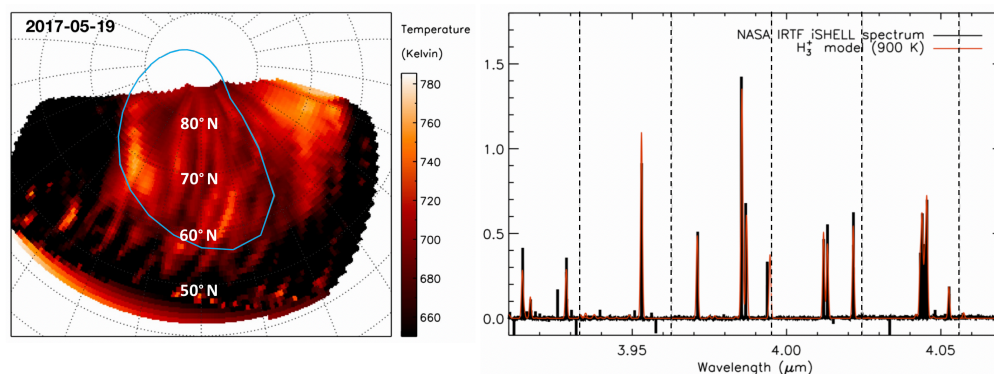 2017-05-19
Temperature
(Kelvin)
780
760
740
720
700
680
660
80° N
70° N
60° N
50° N
NASA IRTF iSHELL spectrum
H₃⁺ model (900 K)
1.5
1.0
0.5
0.0
3.95
4.00
4.05
Wavelength (μm)